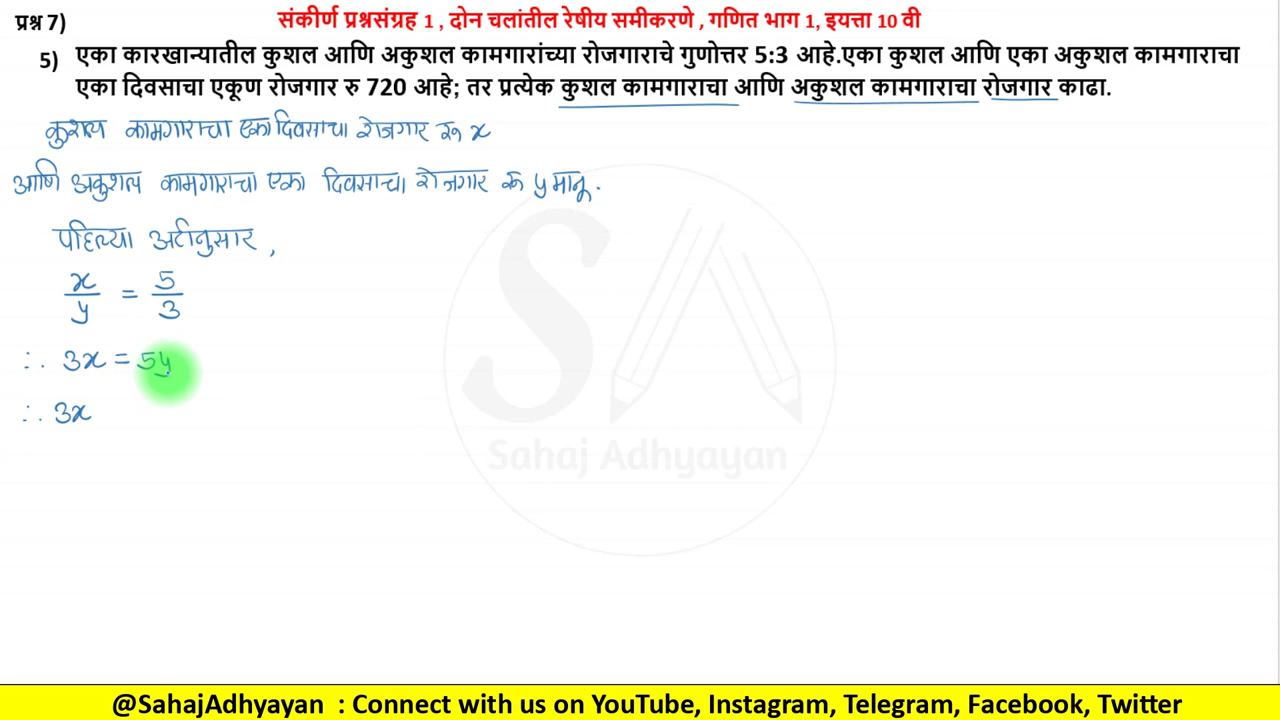 प्रश्न 7)
संकीर्ण प्रश्नसंग्रह 1 , दोन चलांतील रेषीय समीकरणे , गणित भाग 1, इयत्ता 10 वी
5) एका कारखान्यातील कुशल आणि अकुशल कामगारांच्या रोजगाराचे गुणोत्तर 5:3 आहे.एका कुशल आणि एका अकुशल कामगाराचा
एका दिवसाचा एकूण रोजगार रु 720 आहे; तर प्रत्येक कुशल कामगाराचा आणि अकुशल कामगाराचा रोजगार काढा.
कुशल कामगाराचा एका दिवसाचा रोजगार रु x
आणि अकुशल कामगाराचा एका दिवसाचा रोजगार रु y मानू.
पहिल्या अटीनुसार ,
x/y = 5/3
∴ 3x = 5y
∴ 3x
SA
Sahaj Adhyayan
@SahajAdhyayan : Connect with us on YouTube, Instagram, Telegram, Facebook, Twitter